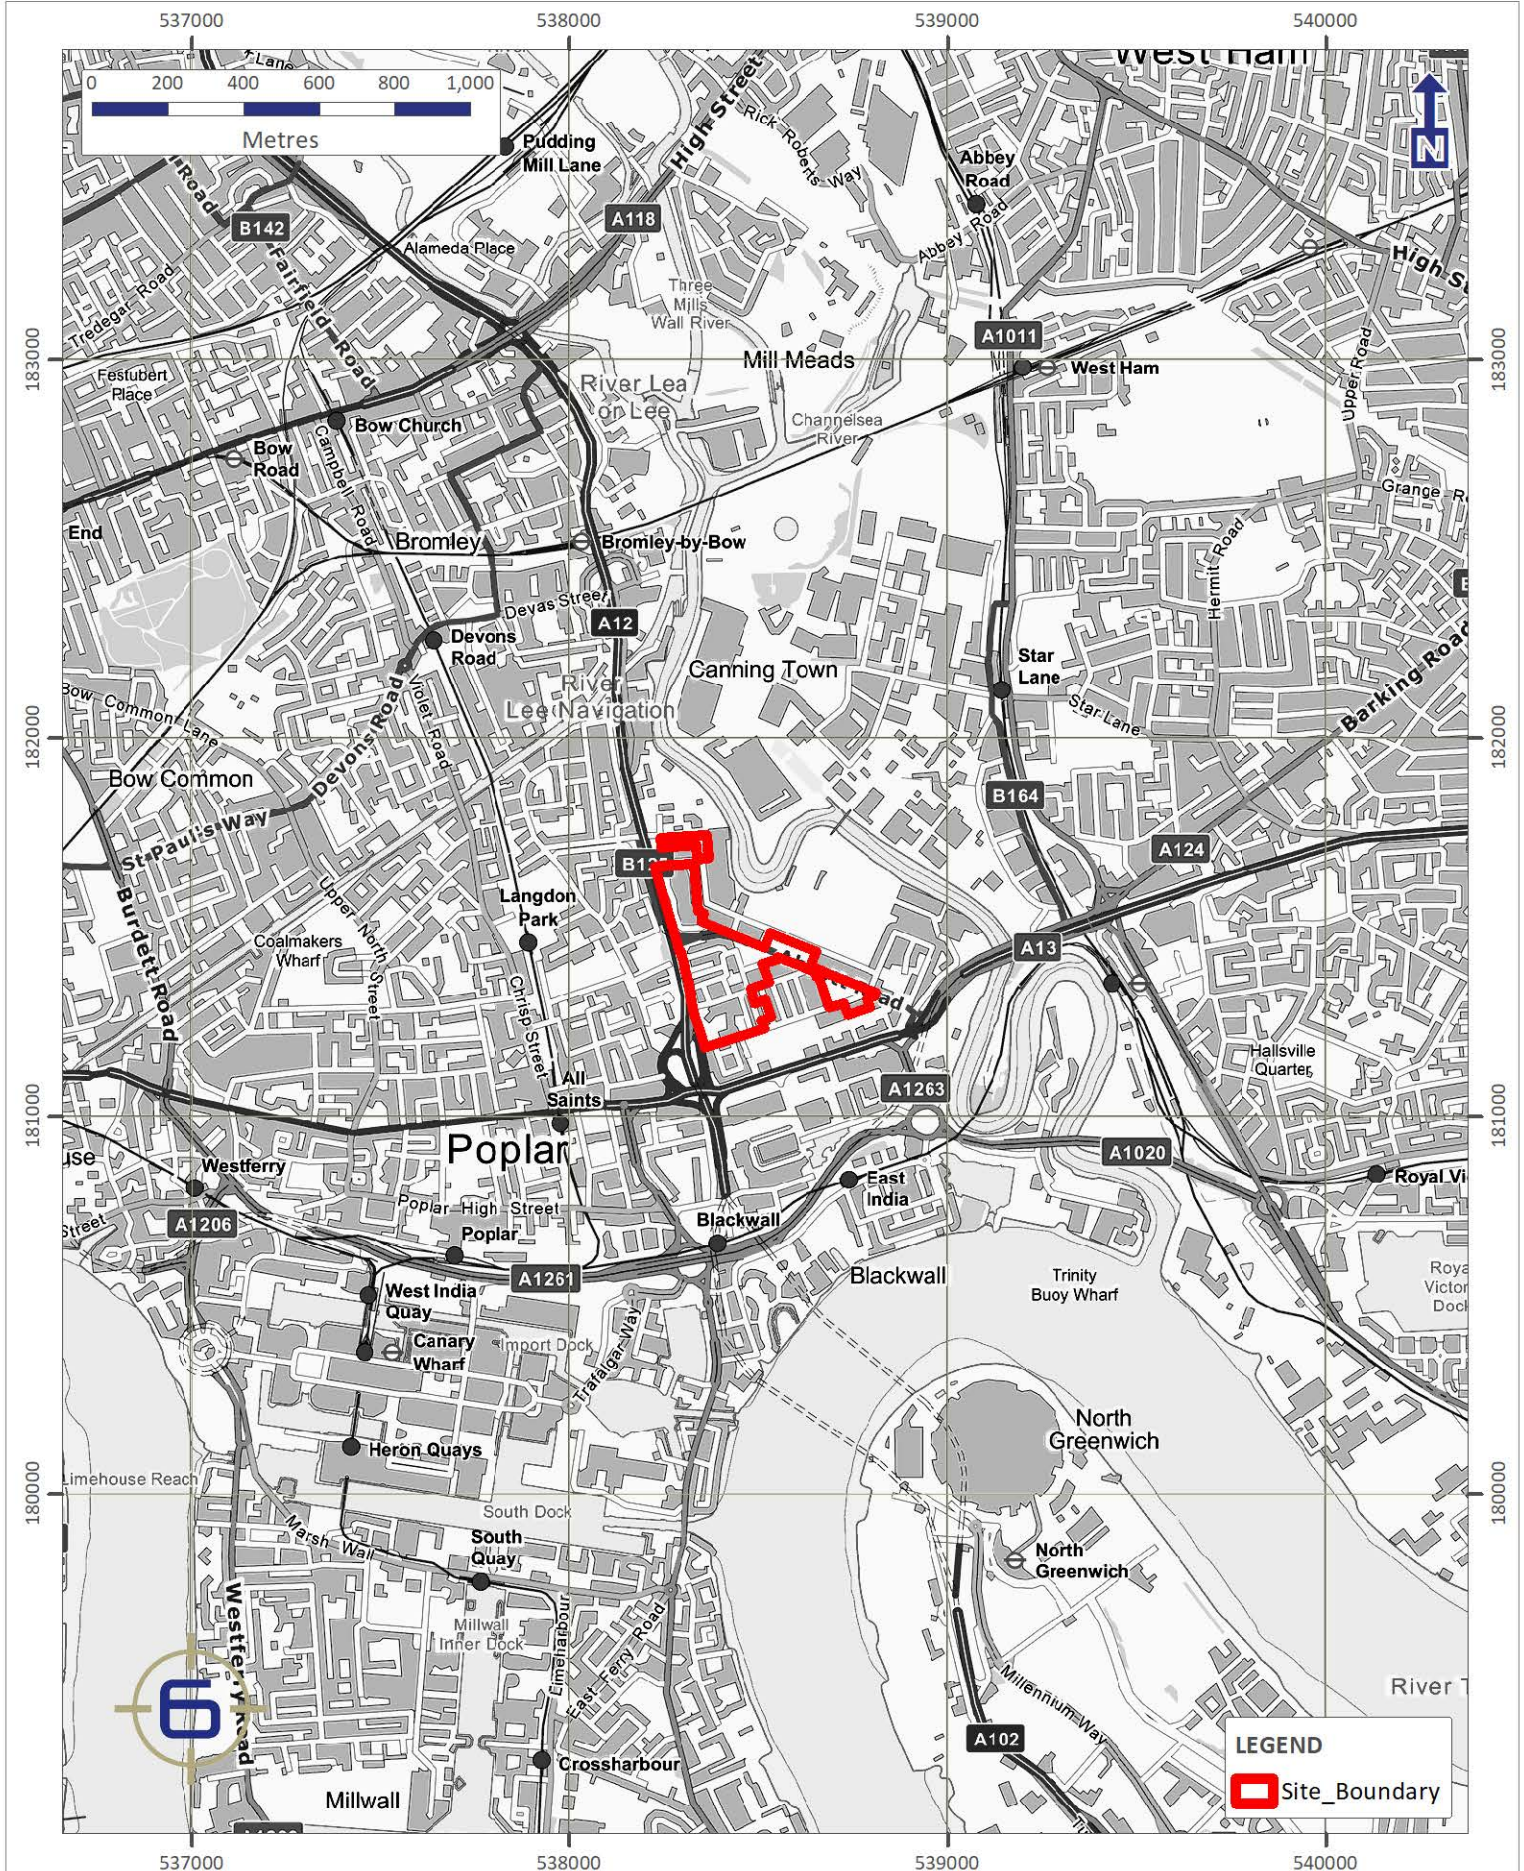 537000
538000
539000
540000
0
200
400
600
800
1,000
Metres
Lane
West Ham
N
Pudding
Mill Lane
High Street
Rick Roberts Way
Abbey
Road
A118
B142
Road
Fairfield Road
Tredegar Road
Alameda Place
Abbey Road
High St
Three
Mills
Wall River
A1011
183000
183000
Mill Meads
West Ham
Upper Road
Festubert
Place
River Lea
or Lee
Channelsea
River
Bow Church
Bow
Road
Campbell Road
Grange
End
Bromley
Bromley-by-Bow
Hermit Road
Devas Street
A12
Devons
Road
Star
Lane
Barking Road
Canning Town
River
Lee Navigation
Bow Common Lane
Violet Road
Devons Road
Star Lane
182000
182000
Bow Common
B164
St Paul's Way
A124
Burdett Road
Upper North Street
Langdon
Park
Coalmakers
Wharf
A13
Chrisp Street
Hallsville
Quarter
All
Saints
A1263
181000
181000
Poplar
A1020
Westferry
East
India
Royal Vi
Street
A1206
Poplar High Street
Blackwall
Poplar
A1261
Blackwall
Trinity
Buoy Wharf
Roya
Victor
Dock
West India
Quay
Canary
Wharf
Import Dock
Trafalgar Way
North
Greenwich
Heron Quays
Limehouse Reach
180000
180000
South Dock
Marsh Wall
South
Quay
North
Greenwich
Westferry Road
Millwall
Inner Dock
Limeharbour
East Ferry Road
Millennium Way
River T
6
A102
Crossharbour
Millwall
LEGEND
Site_Boundary
537000
538000
539000
540000